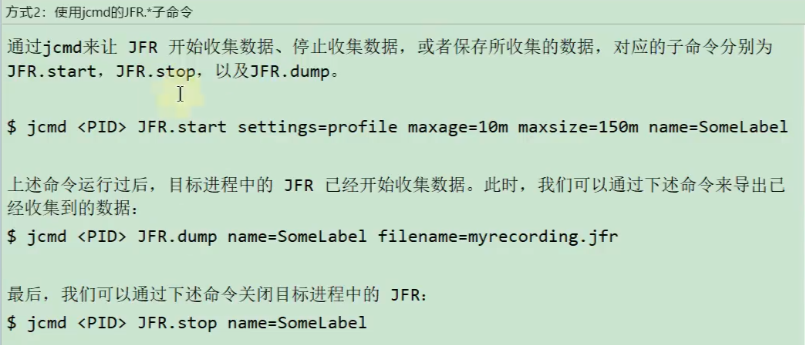 方式2：使用jcmd的JFR.*子命令
通过jcmd来让 JFR 开始收集数据、停止收集数据，或者保存所收集的数据，对应的子命令分别为
JFR.start，JFR.stop，以及JFR.dump。
$ jcmd <PID> JFR.start settings=profile maxage=10m maxsize=150m name=SomeLabel
上述命令运行过后，目标进程中的 JFR 已经开始收集数据。此时，我们可以通过下述命令来导出已
经收集到的数据：
$ jcmd <PID> JFR.dump name=SomeLabel filename=myrecording.jfr
最后，我们可以通过下述命令关闭目标进程中的 JFR：
$ jcmd <PID> JFR.stop name=SomeLabel